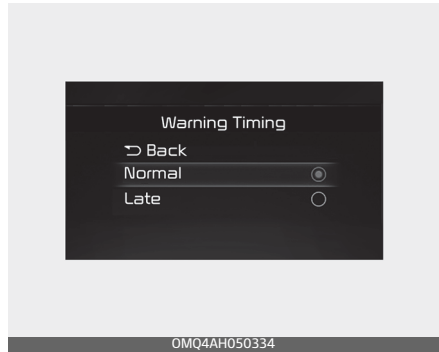 Warning Timing
Back
Normal
Late
OMQ4AH050334